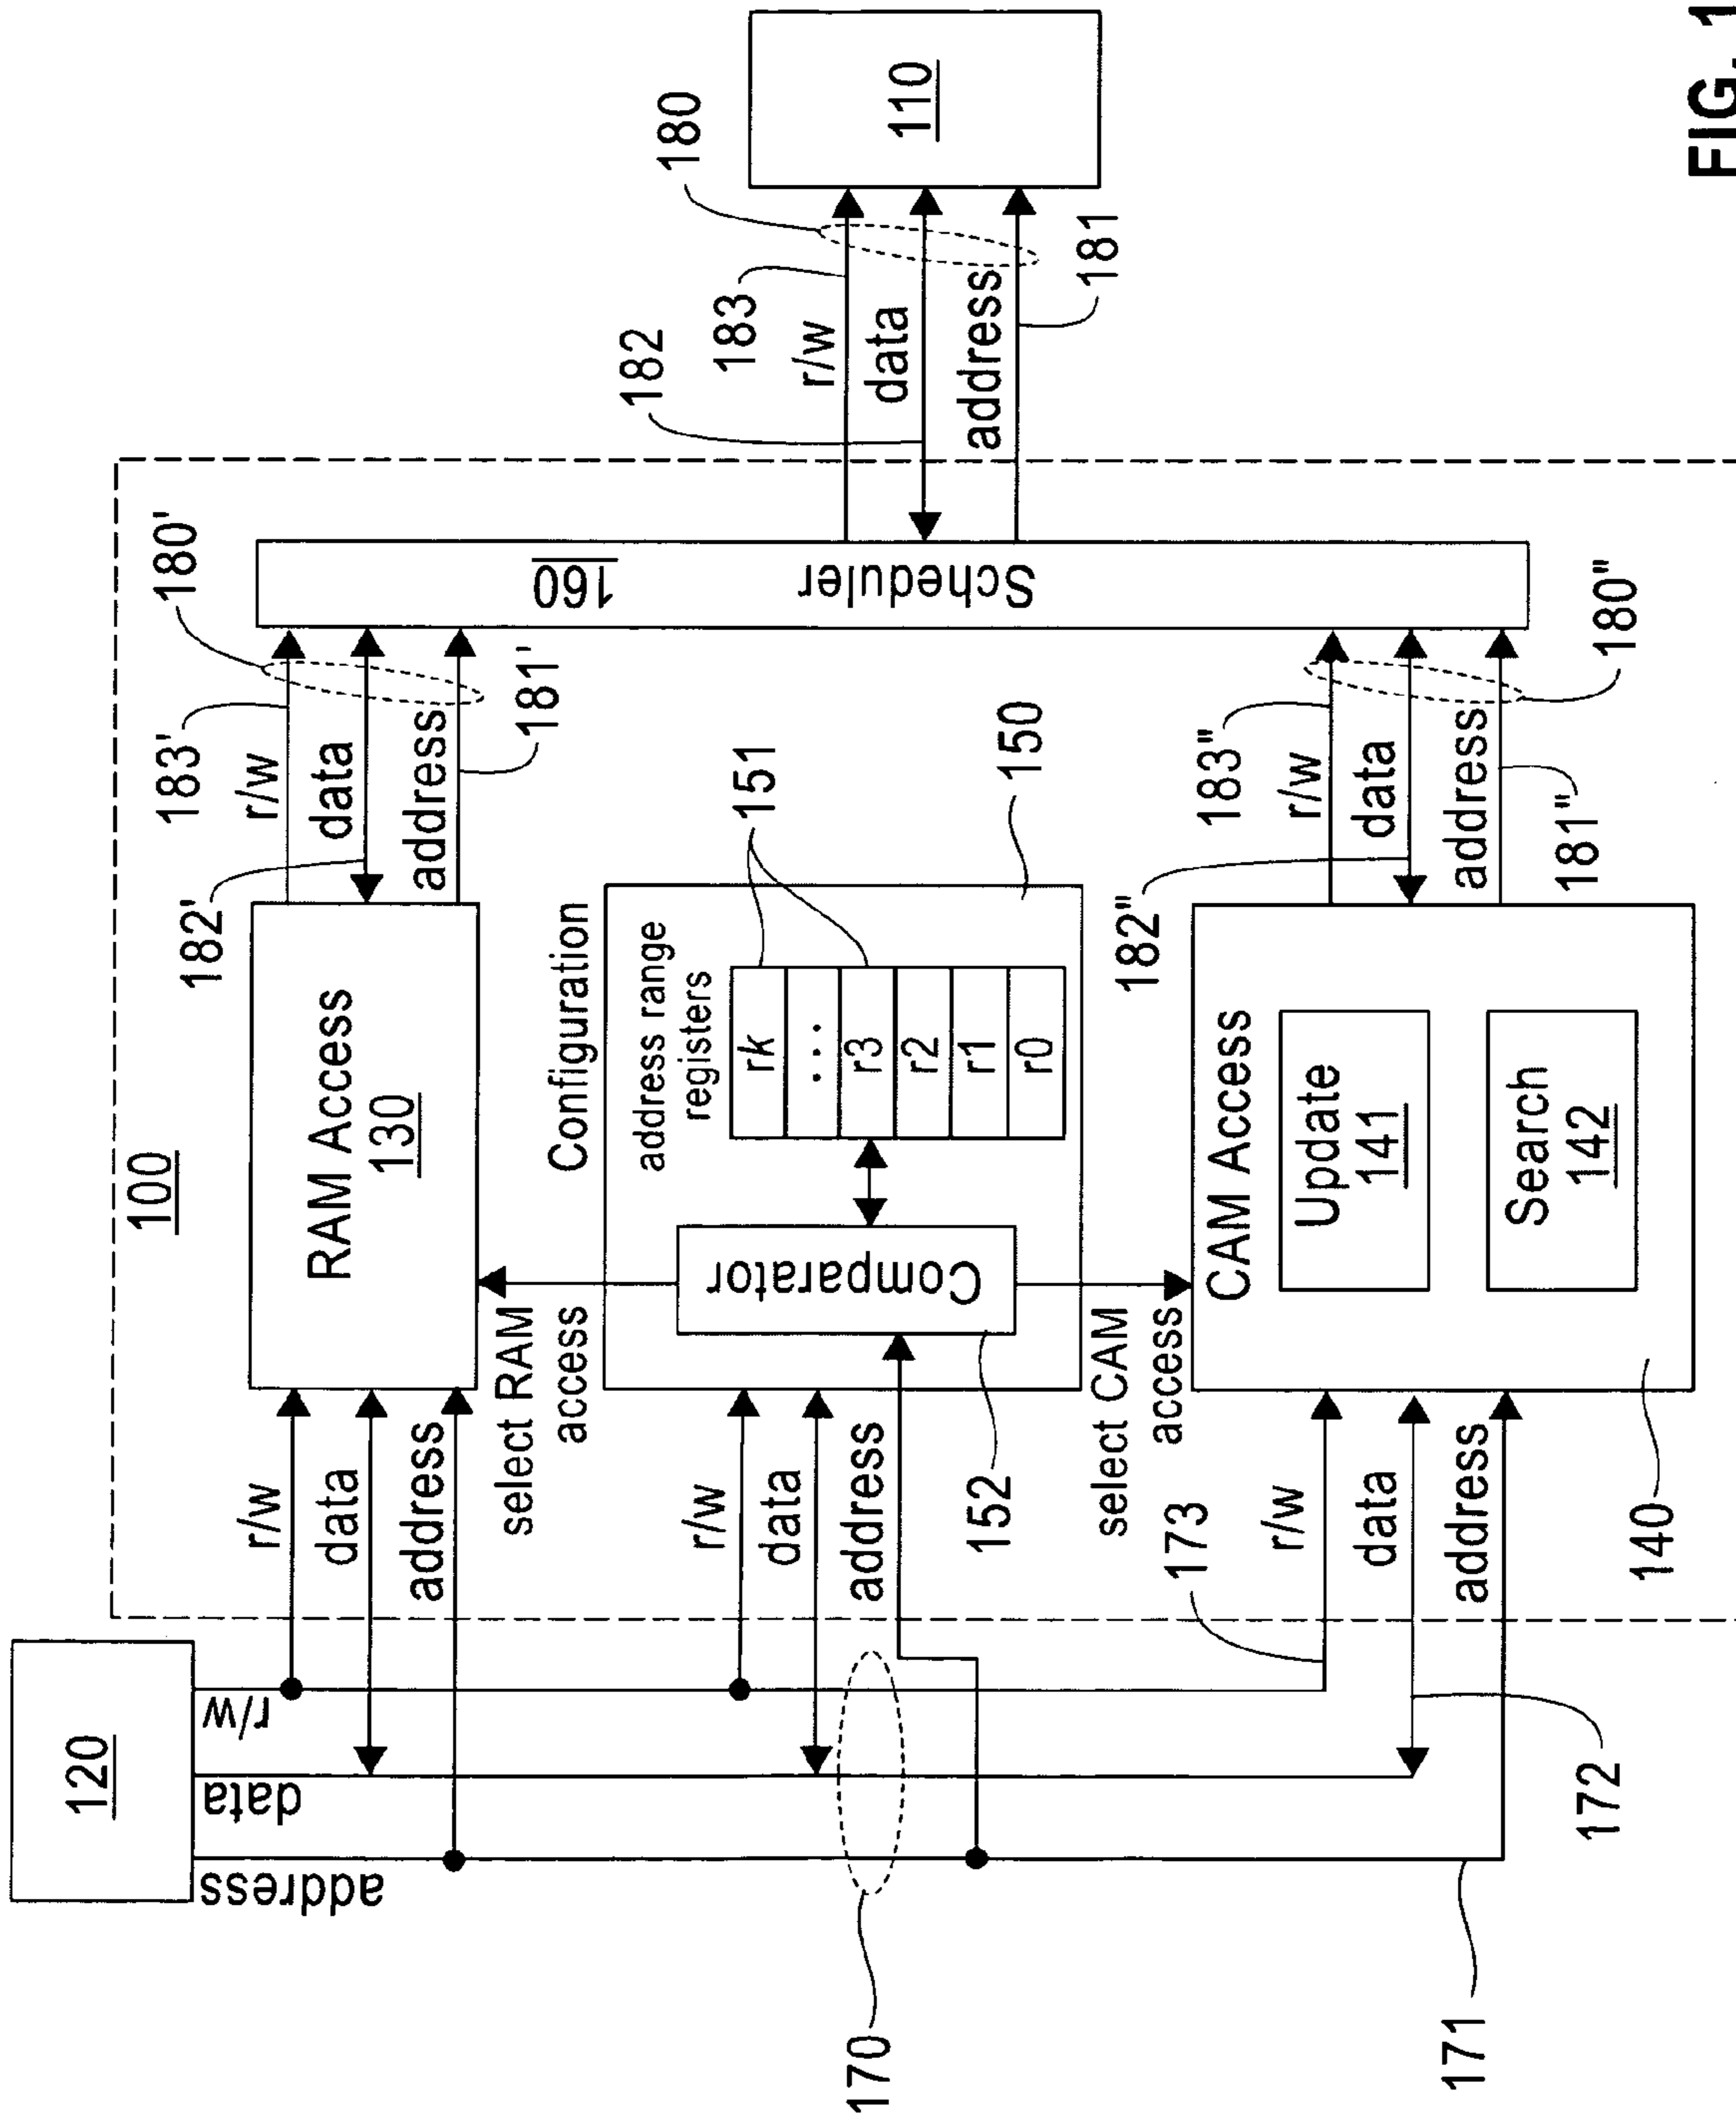 120
address
data
r/w
170
171
172
173
100
r/w
data
address
RAM Access
130
183'
182'
r/w
data
address
181'
180'
select RAM
access
r/w
data
address
Configuration
address range
registers
rk
...
r3
r2
r1
r0
Comparator
152
151
150
select CAM
access
r/w
data
address
CAM Access
Update
141
Search
142
140
183"
182"
r/w
data
address
181"
180"
Scheduler
160
182
183
r/w
data
address
181
180
110
FIG. 1